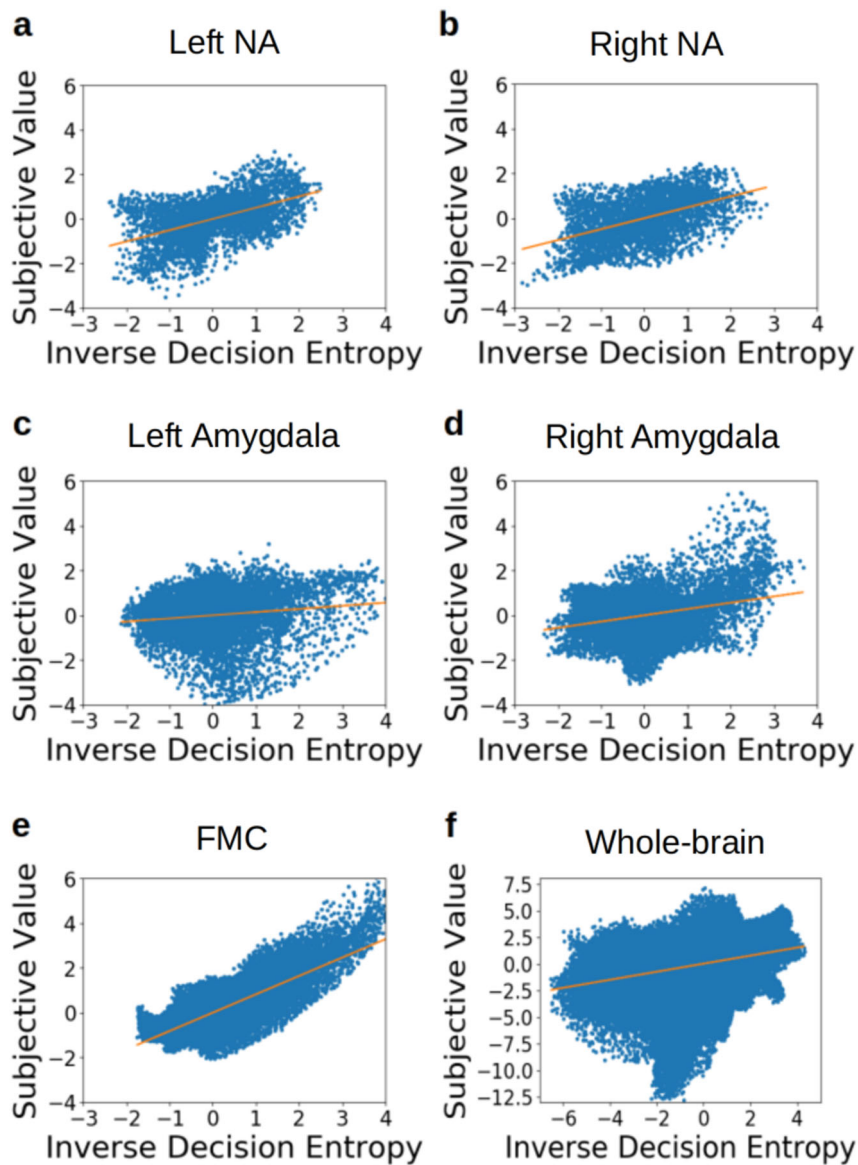 a
Left NA
b
Right NA
Subjective Value
6
4
2
0
−2
−4
−3 −2 −1 0 1 2 3 4
Inverse Decision Entropy
Subjective Value
6
4
2
0
−2
−4
−3 −2 −1 0 1 2 3 4
Inverse Decision Entropy
c
Left Amygdala
d
Right Amygdala
Subjective Value
6
4
2
0
−2
−4
−3 −2 −1 0 1 2 3 4
Inverse Decision Entropy
Subjective Value
6
4
2
0
−2
−4
−3 −2 −1 0 1 2 3 4
Inverse Decision Entropy
e
FMC
f
Whole-brain
Subjective Value
6
4
2
0
−2
−4
−3 −2 −1 0 1 2 3 4
Inverse Decision Entropy
Subjective Value
7.5
5.0
2.5
0.0
−2.5
−5.0
−7.5
−10.0
−12.5
−6 −4 −2 0 2 4
Inverse Decision Entropy